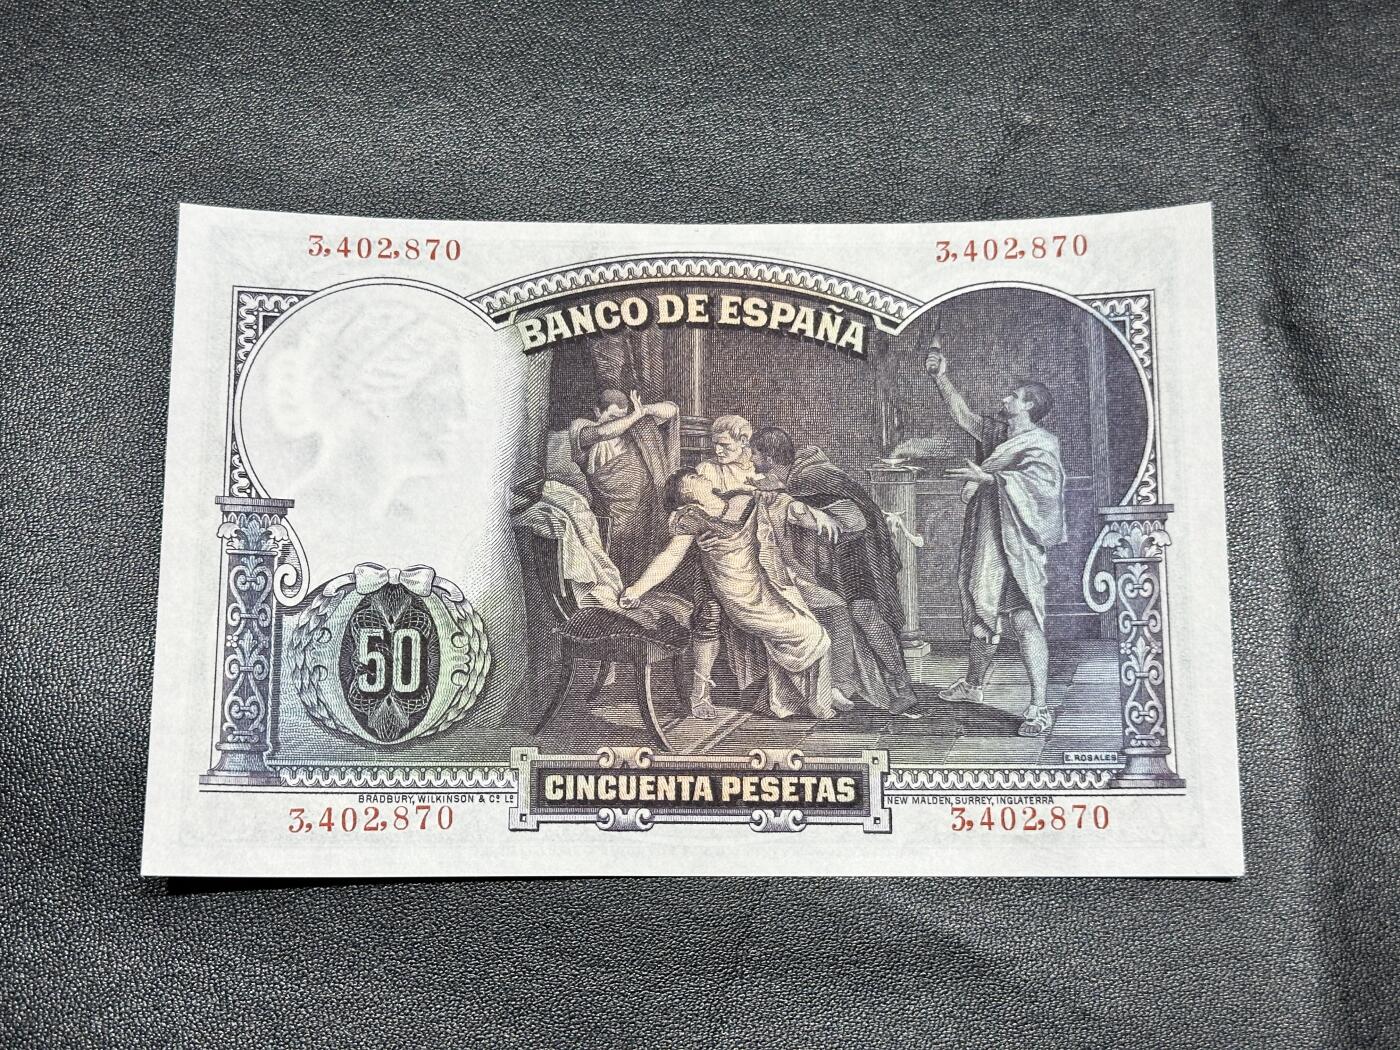 3,402,870 3,402,870
BANCO DE ESPAÑA
50
E. ROSALES
CINCUENTA PESETAS
BRADBURY, WILKINSON & Cº Lº NEW MALDEN, SURREY, INGLATERRA
3,402,870 3,402,870